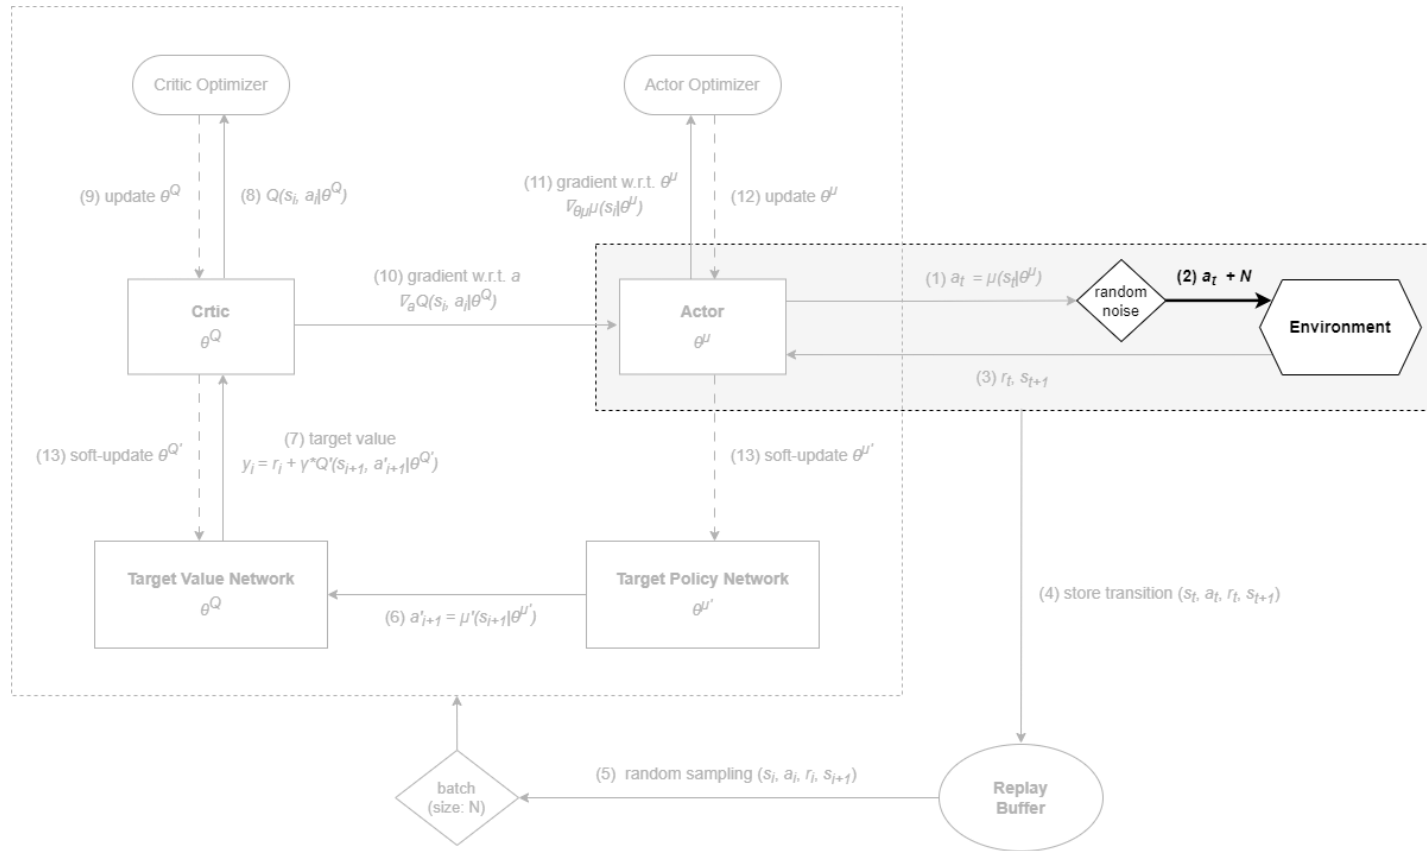 Critic Optimizer
Actor Optimizer
(9) update θ^Q
(8) Q(s_i, a_i|θ^Q)
(11) gradient w.r.t. θ^μ
∇_θμ μ(s_i|θ^μ)
(12) update θ^μ
(10) gradient w.r.t. a
∇_a Q(s_i, a_i|θ^Q)
(1) a_t = μ(s_t|θ^μ)
random
noise
(2) a_t + N
Environment
Crtic
θ^Q
Actor
θ^μ
(3) r_t, s_t+1
(13) soft-update θ^Q'
(7) target value
y_i = r_i + γ*Q'(s_i+1, a'_i+1|θ^Q')
(13) soft-update θ^μ'
Target Value Network
θ^Q
(6) a'_i+1 = μ'(s_i+1|θ^μ')
Target Policy Network
θ^μ'
(4) store transition (s_t, a_t, r_t, s_t+1)
batch
(size: N)
(5) random sampling (s_i, a_i, r_i, s_i+1)
Replay
Buffer